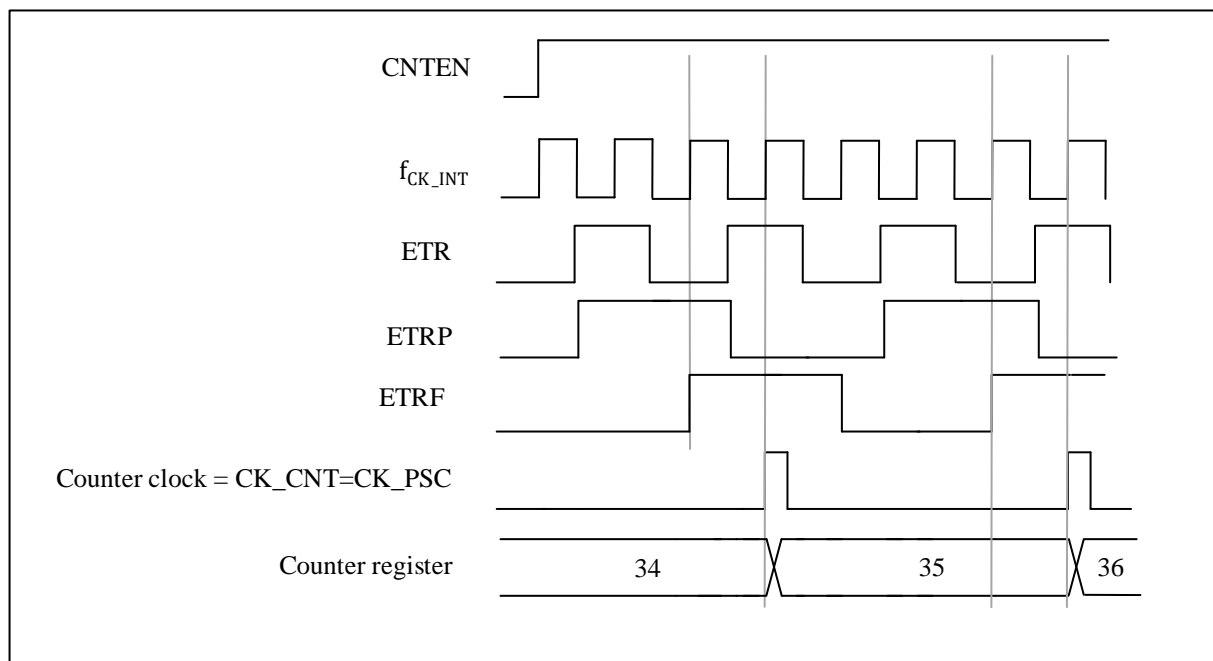 CNTEN
f_CK_INT
ETR
ETRP
ETRF
Counter clock = CK_CNT=CK_PSC
Counter register
34
35
36